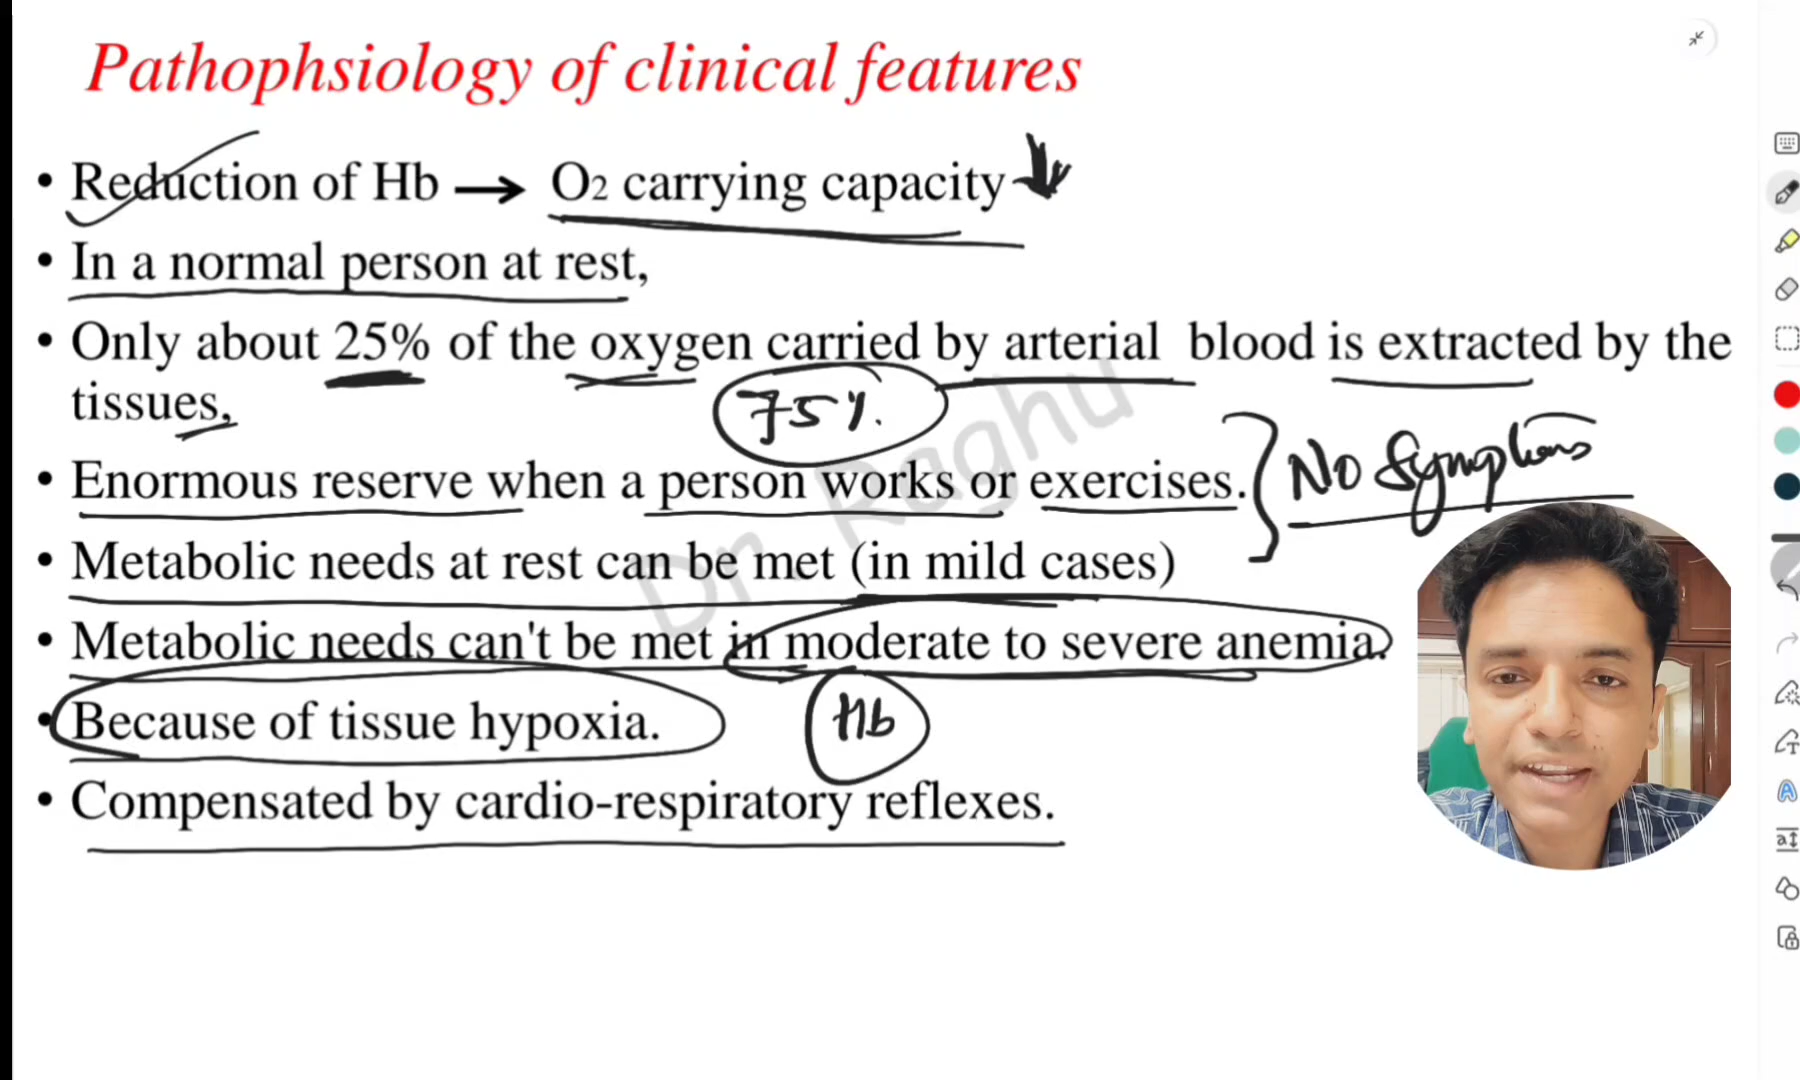 Pathophsiology of clinical features
• Reduction of Hb → O2 carrying capacity ↓
• In a normal person at rest,
• Only about 25% of the oxygen carried by arterial blood is extracted by the
tissues,
75%.
• Enormous reserve when a person works or exercises.
No Symptoms
• Metabolic needs at rest can be met (in mild cases)
• Metabolic needs can't be met in moderate to severe anemia.
• Because of tissue hypoxia.
Hb
• Compensated by cardio-respiratory reflexes.
Dr Raghu